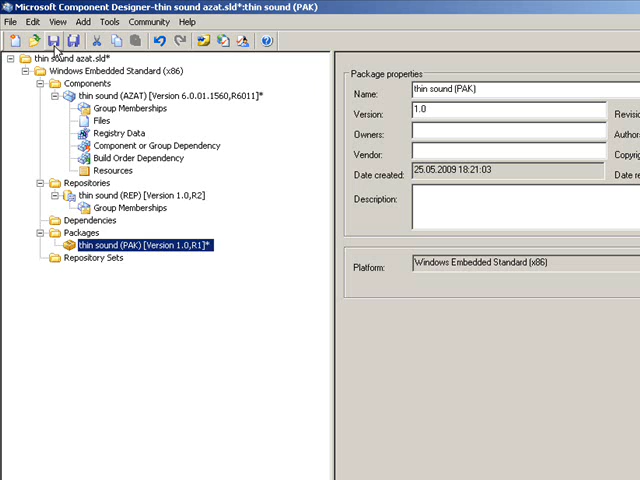 Microsoft Component Designer-thin sound azat.sld*:thin sound (PAK)
File Edit View Add Tools Community Help
thin sound azat.sld*
Windows Embedded Standard (x86)
Components
thin sound (AZAT) [Version 6.0.01.1560,R6011]*
Group Memberships
Files
Registry Data
Component or Group Dependency
Build Order Dependency
Resources
Repositories
thin sound (REP) [Version 1.0,R2]
Group Memberships
Dependencies
Packages
thin sound (PAK) [Version 1.0,R1]*
Repository Sets
Package properties
Name: thin sound (PAK)
Version: 1.0 Revisi
Owners: Author
Vendor: Copyrig
Date created: 25.05.2009 18:21:03 Date re
Description:
Platform: Windows Embedded Standard (x86)